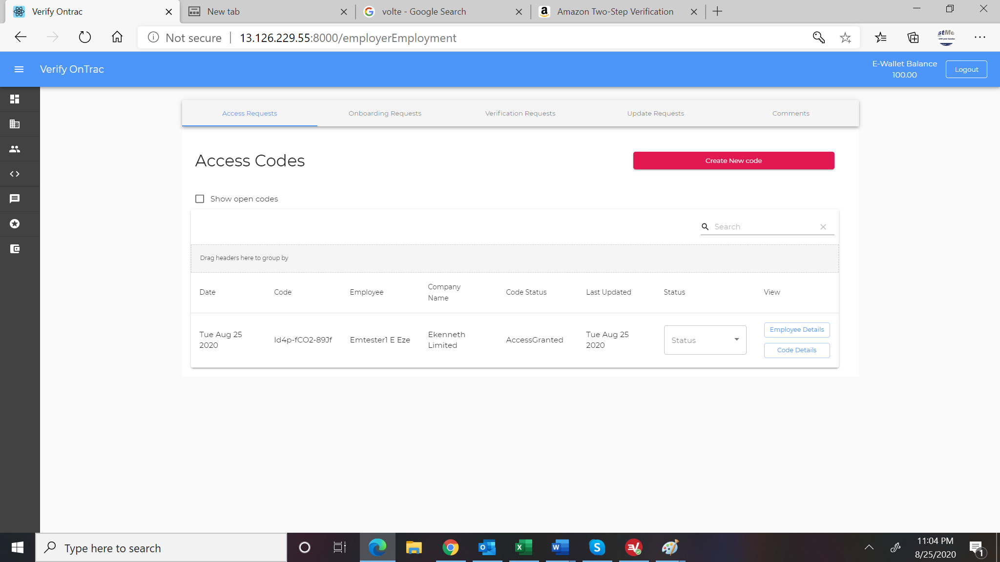 Verify Ontrac
New tab
volte - Google Search
Amazon Two-Step Verification
Not secure
13.126.229.55:8000/employerEmployment
stMe
Verify OnTrac
E-Wallet Balance
100.00
Logout
Access Requests
Onboarding Requests
Verification Requests
Update Requests
Comments
Access Codes
Create New code
Show open codes
Search
Drag headers here to group by
Date
Code
Employee
Company
Name
Code Status
Last Updated
Status
View
Tue Aug 25
2020
Id4p-fCO2-89Jf
Emtester1 E Eze
Ekenneth
Limited
AccessGranted
Tue Aug 25
2020
Status
Employee Details
Code Details
Type here to search
11:04 PM
8/25/2020
1